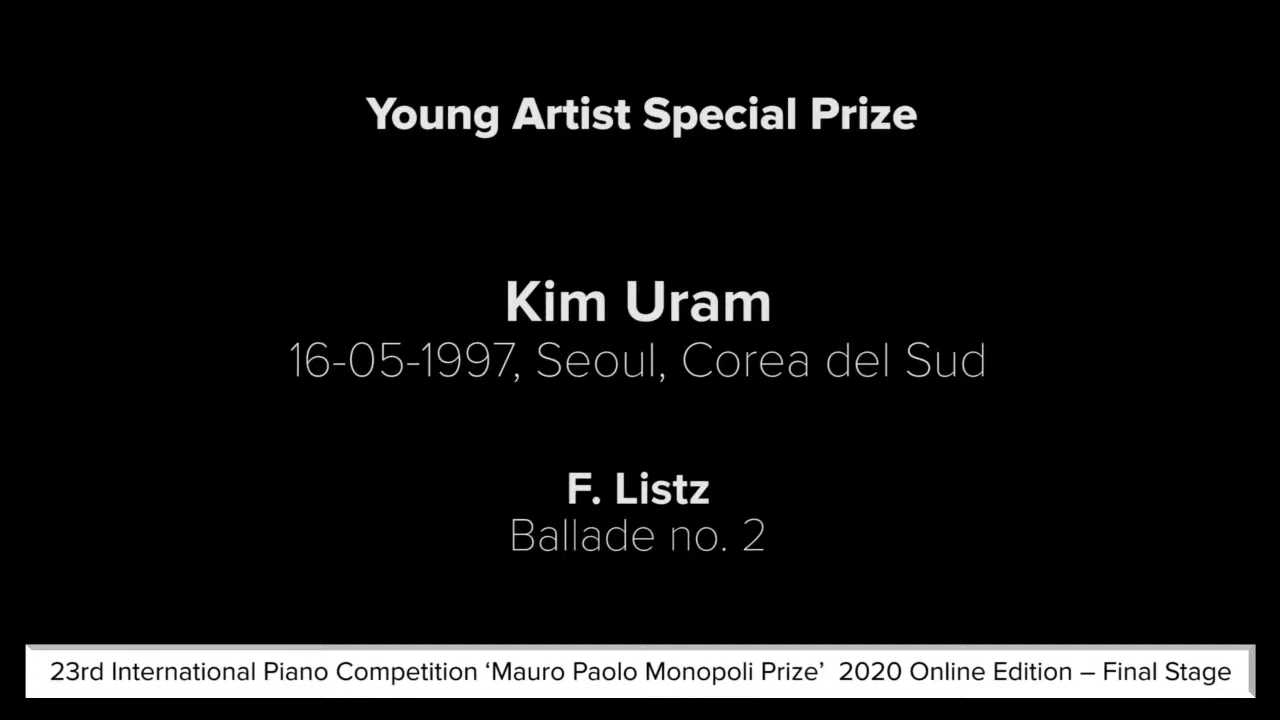 Young Artist Special Prize
Kim Uram
16-05-1997, Seoul, Corea del Sud
F. Listz
Ballade no. 2
23rd International Piano Competition ‘Mauro Paolo Monopoli Prize’ 2020 Online Edition – Final Stage